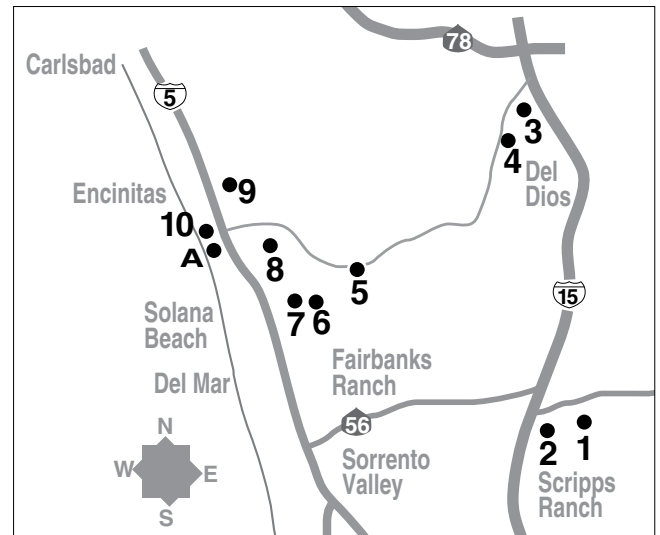 78
Carlsbad
5
3
4
Del
Dios
Encinitas
9
10
A
8
5
7
6
15
Solana
Beach
Del Mar
Fairbanks
Ranch
56
N
W
E
S
Sorrento
Valley
2
1
Scripps
Ranch